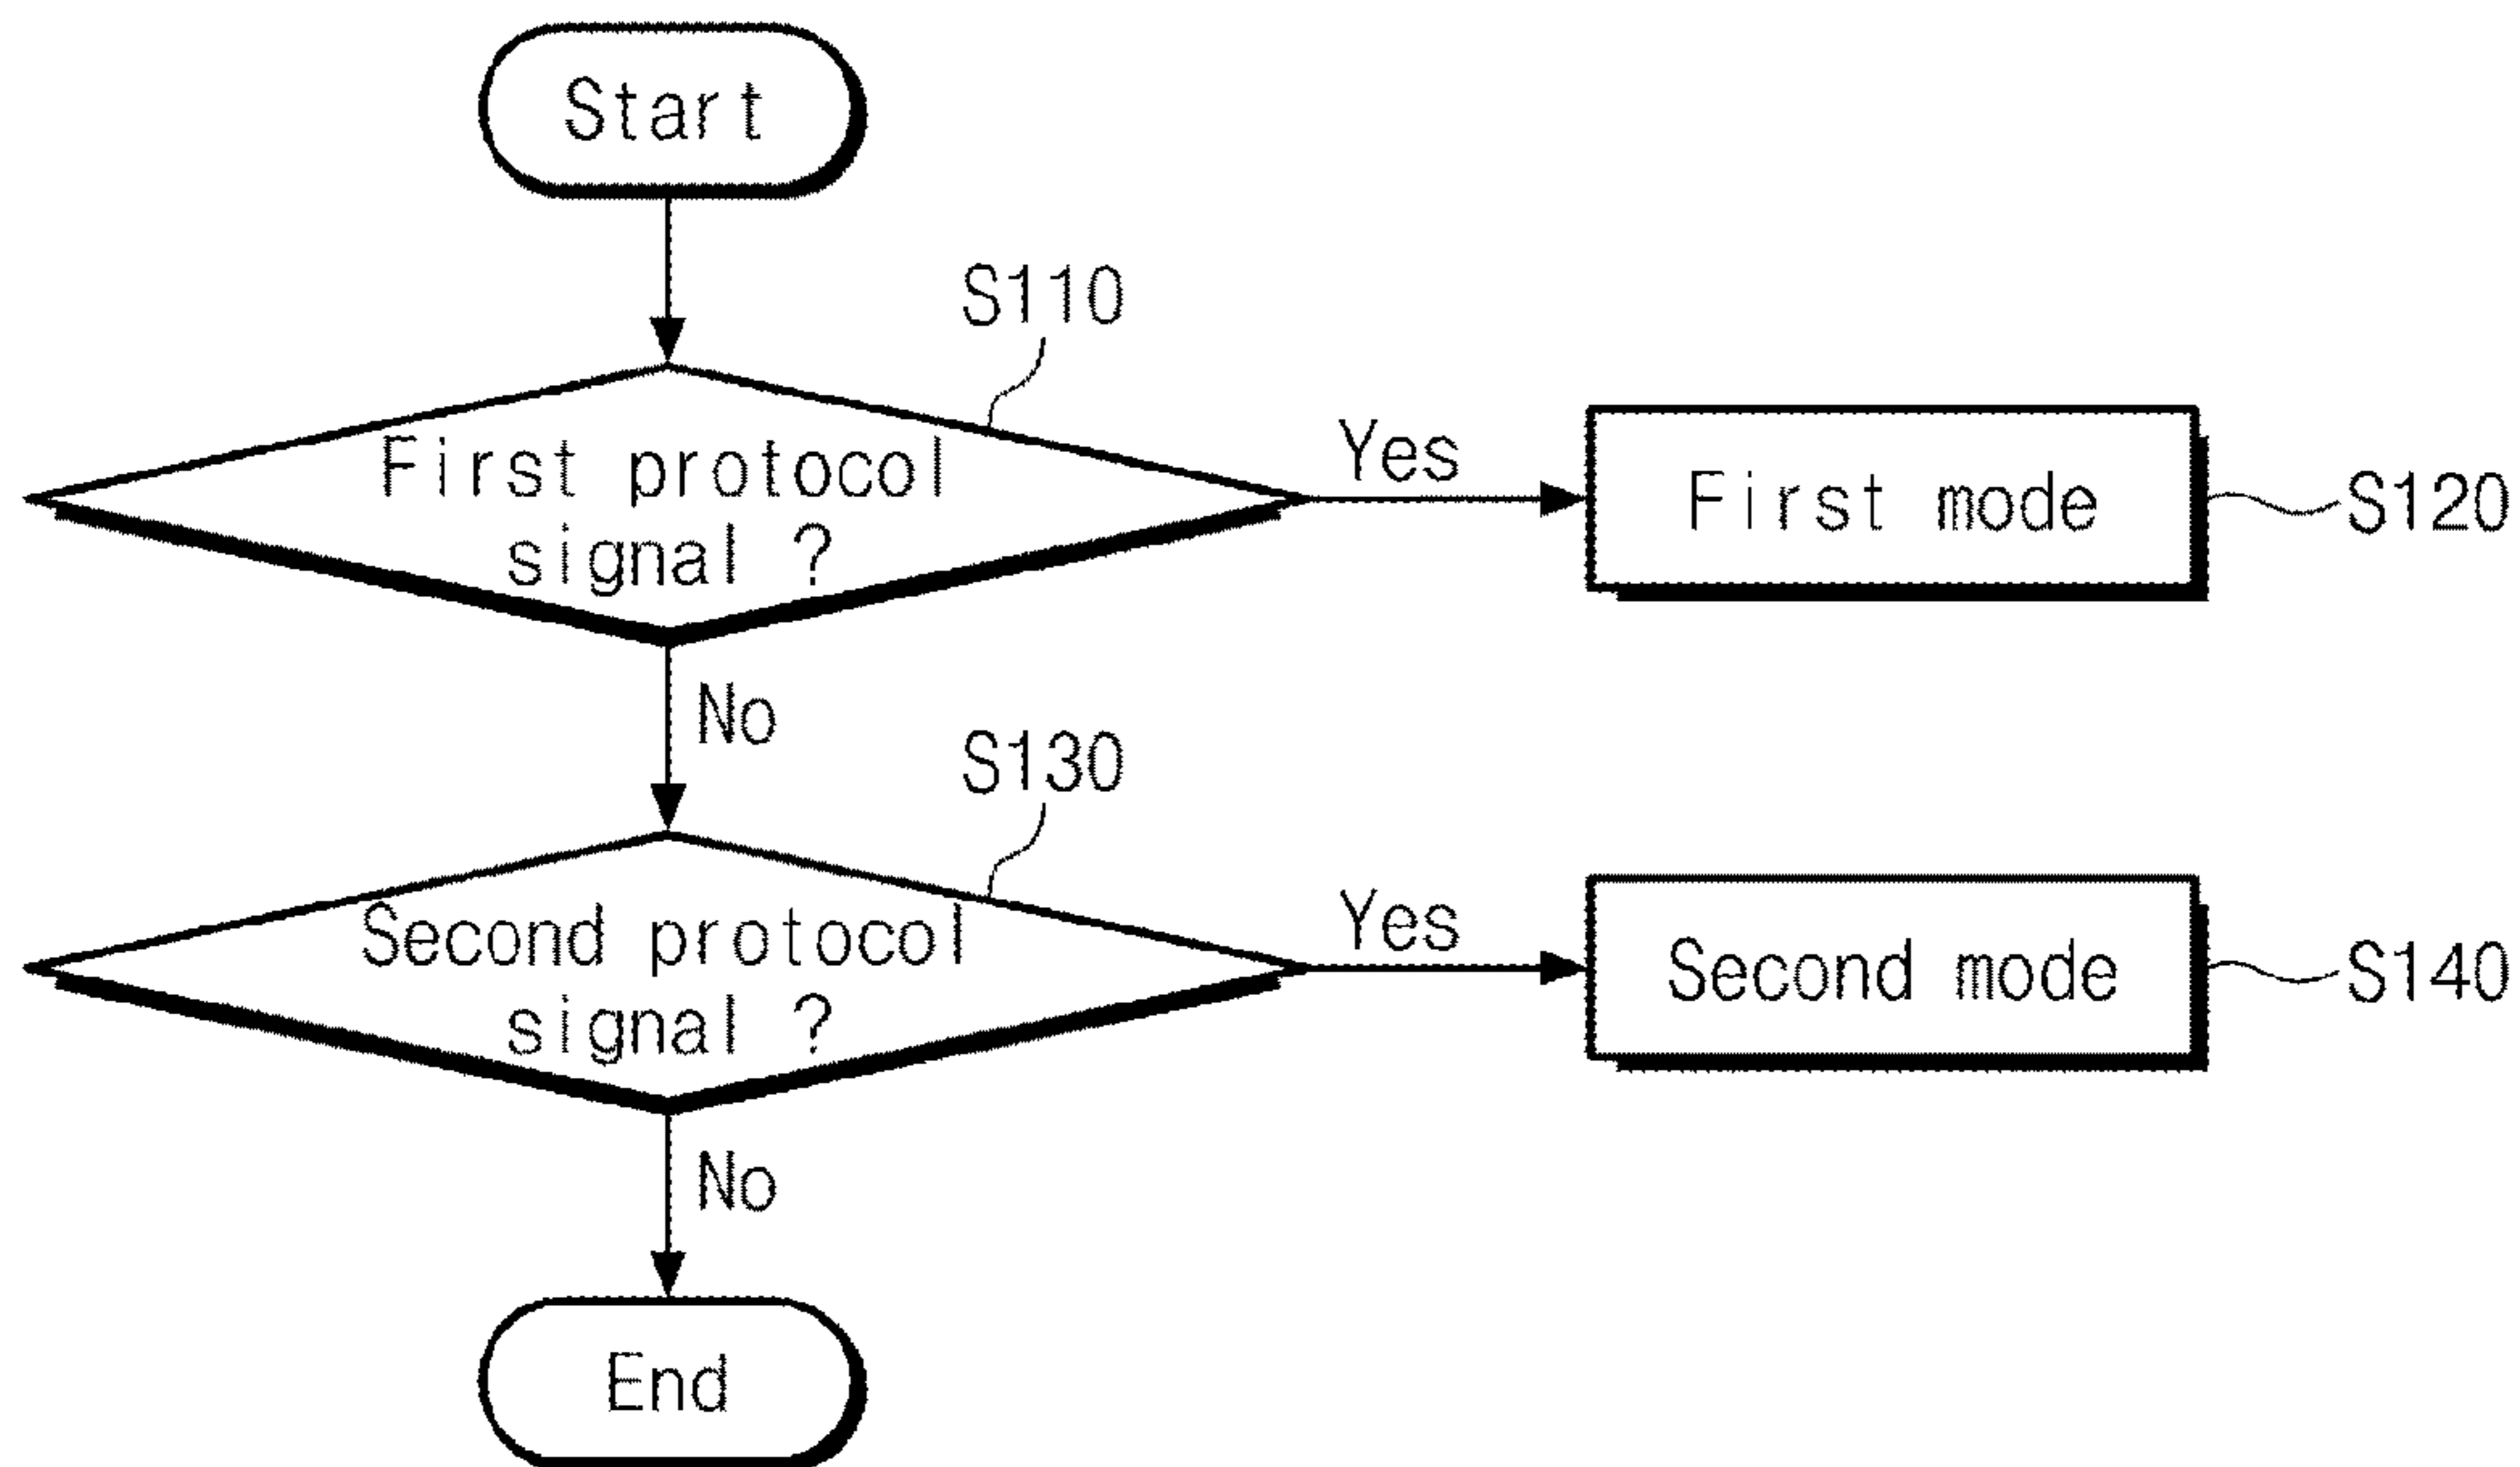 Start
S110
First protocol
signal ?
Yes
First mode
S120
No
S130
Second protocol
signal ?
Yes
Second mode
S140
No
End